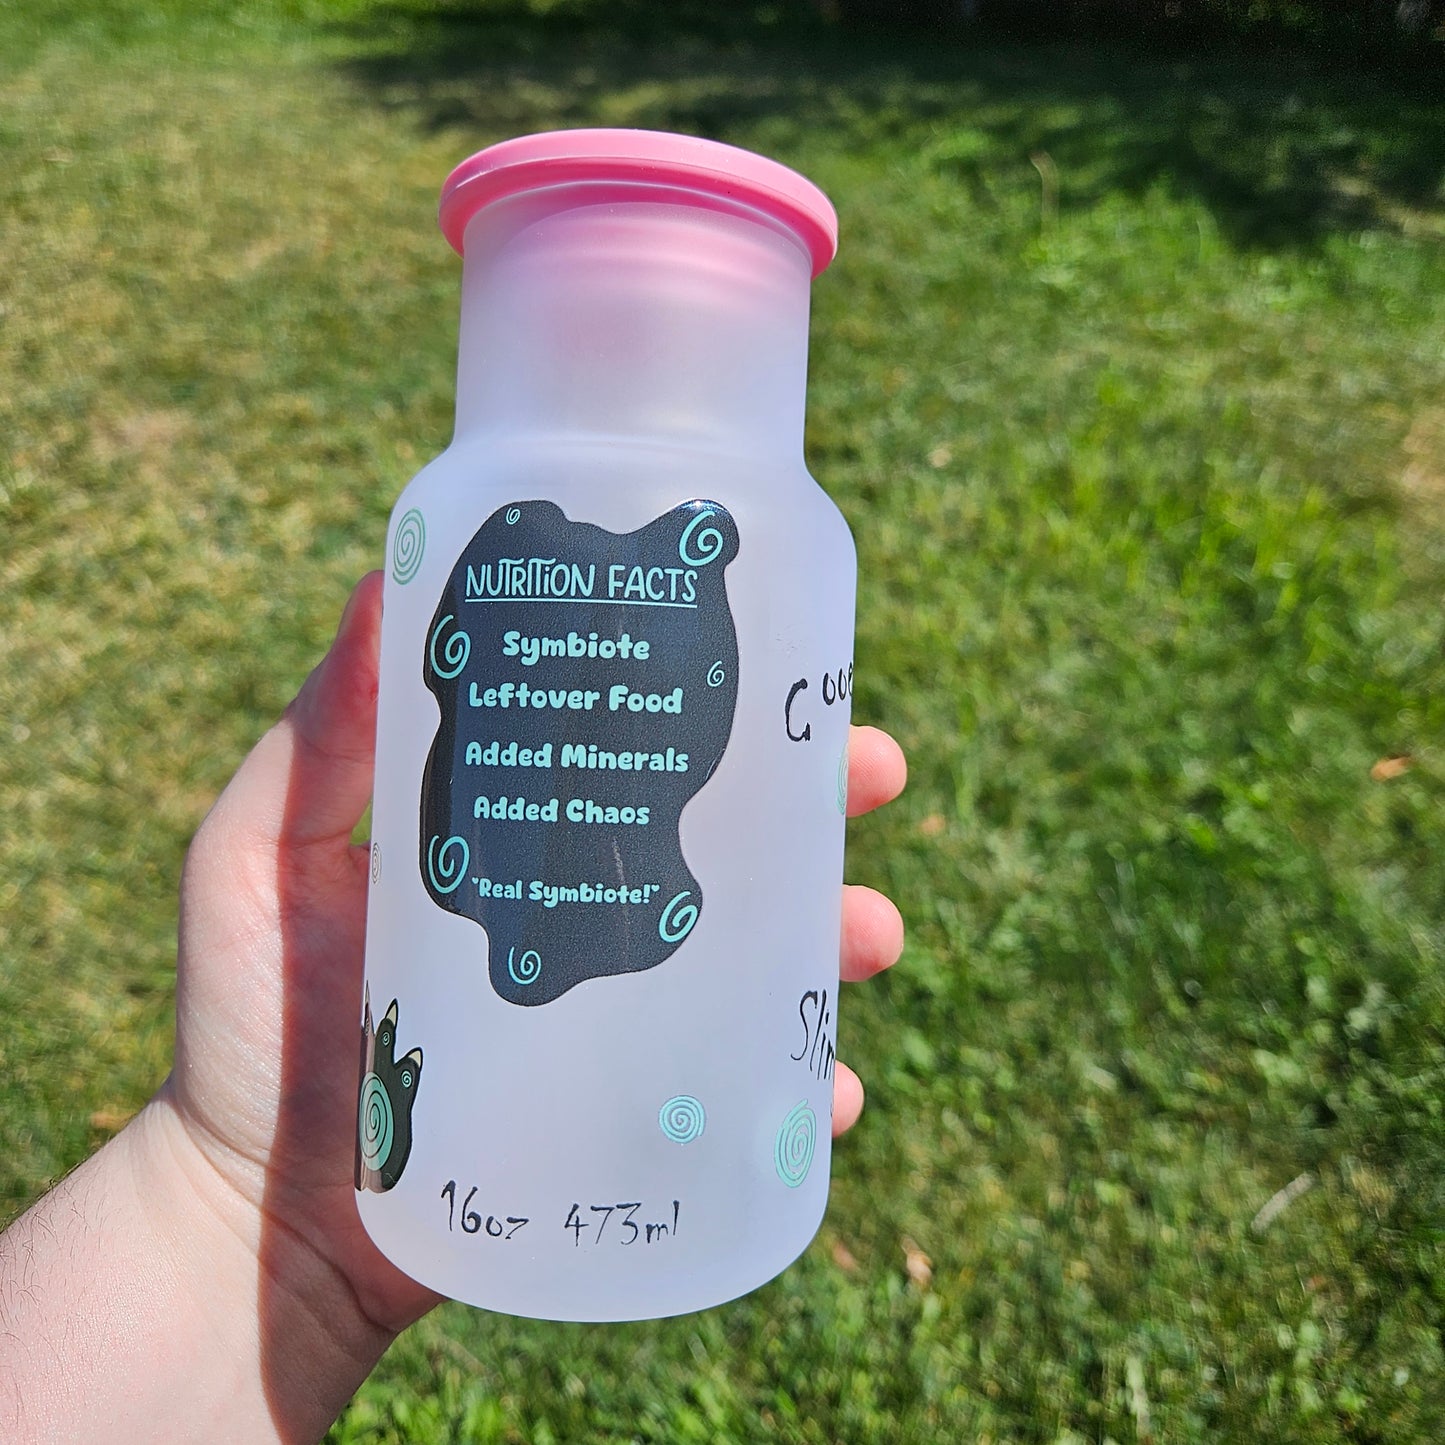 NUTRITION FACTS
Symbiote
Leftover Food
Added Minerals
Added Chaos
"Real Symbiote!"
16oz 473ml